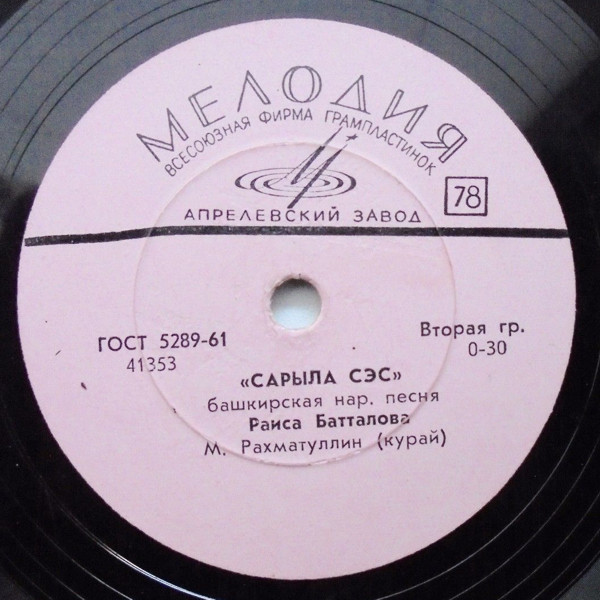 МЕЛОДИЯ
ВСЕСОЮЗНАЯ ФИРМА ГРАМПЛАСТИНОК
АПРЕЛЕВСКИЙ ЗАВОД
78
ГОСТ 5289-61
41353
Вторая гр.
0-30
«САРЫЛА СЭС»
башкирская нар. песня
Раиса Батталова
М. Рахматуллин (курай)